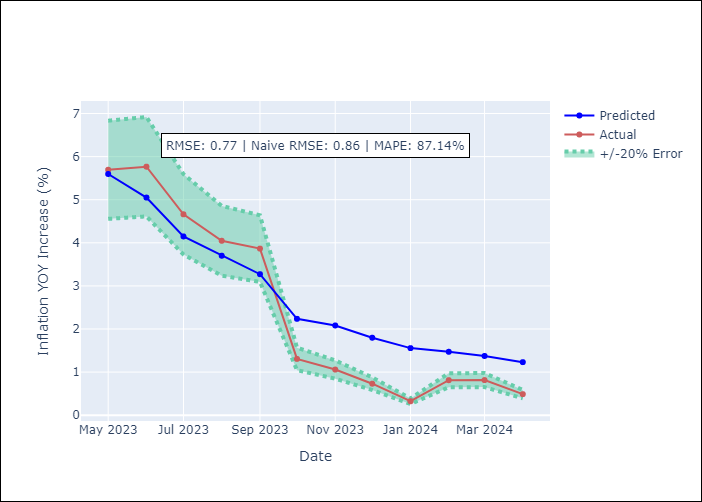 RMSE: 0.77 | Naive RMSE: 0.86 | MAPE: 87.14%
Predicted
Actual
+/-20% Error
Inflation YOY Increase (%)
7
6
5
4
3
2
1
0
May 2023
Jul 2023
Sep 2023
Nov 2023
Jan 2024
Mar 2024
Date